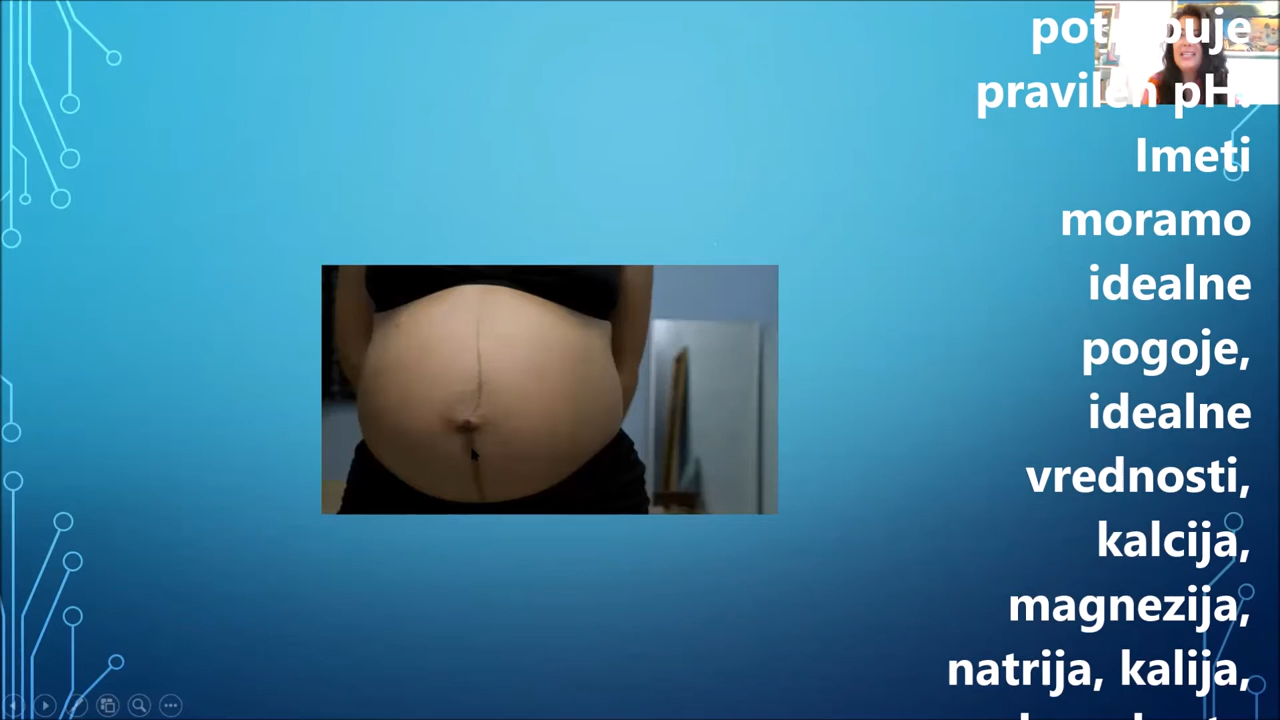 pravilen pH.
Imeti
moramo
idealne
pogoje,
idealne
vrednosti,
kalcija,
magnezija,
natrija, kalija,